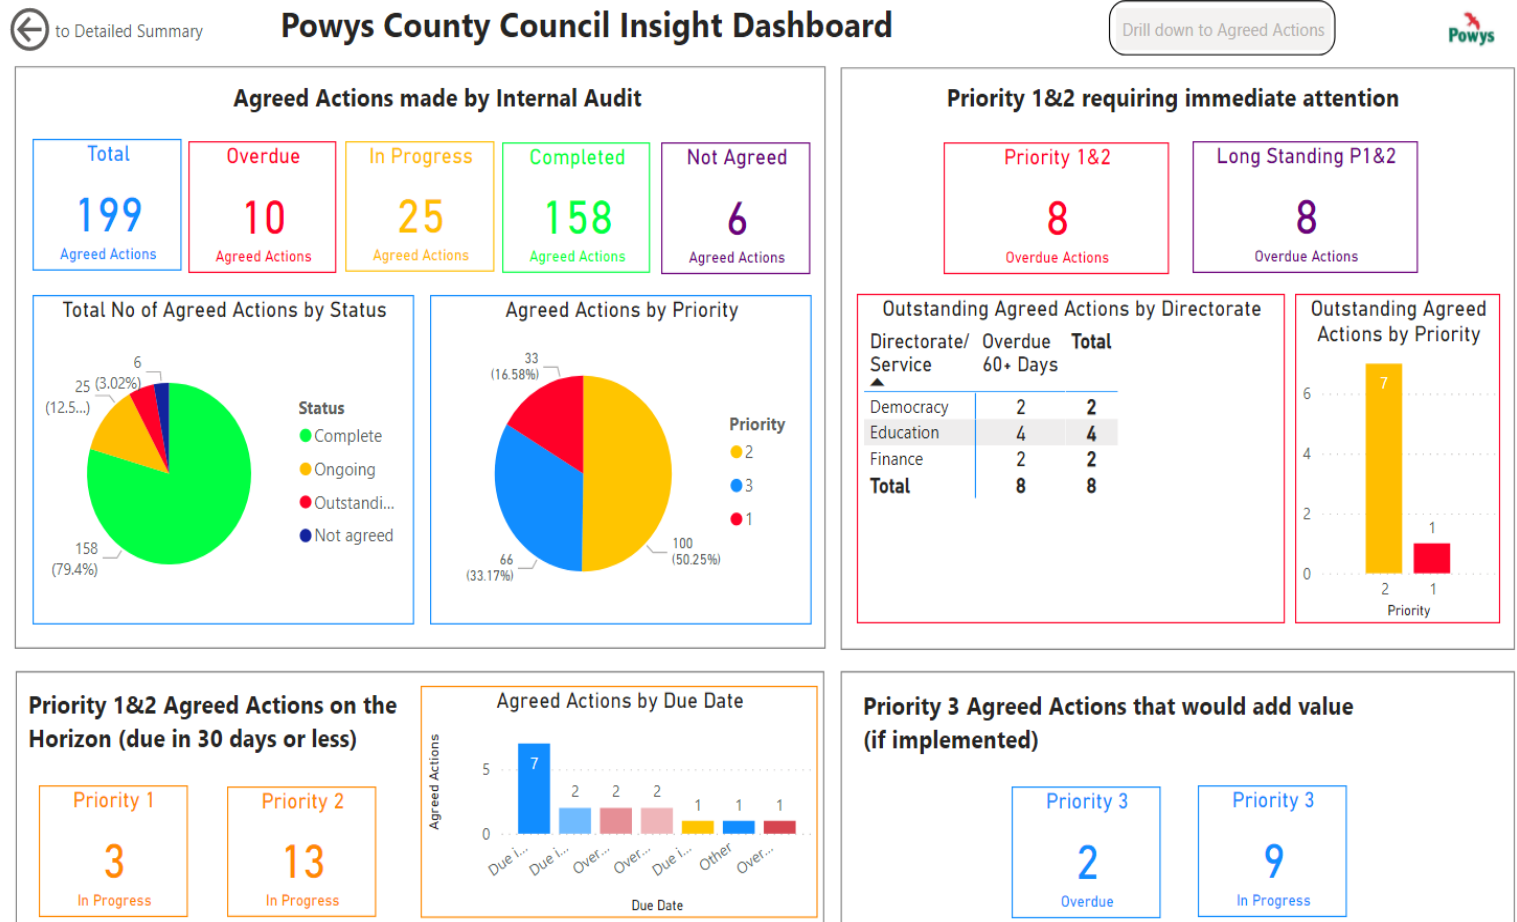 to Detailed Summary
Powys County Council Insight Dashboard
Drill down to Agreed Actions
Powys
Agreed Actions made by Internal Audit
Total
199
Agreed Actions
Overdue
10
Agreed Actions
In Progress
25
Agreed Actions
Completed
158
Agreed Actions
Not Agreed
6
Agreed Actions
Total No of Agreed Actions by Status
6
(3.02%)
25
(12.5...)
158
(79.4%)
Status
Complete
Ongoing
Outstandi...
Not agreed
Agreed Actions by Priority
33
(16.58%)
66
(33.17%)
100
(50.25%)
Priority
2
3
1
Priority 1&2 requiring immediate attention
Priority 1&2
8
Overdue Actions
Long Standing P1&2
8
Overdue Actions
Outstanding Agreed Actions by Directorate
Directorate/ Overdue Total
Service 60+ Days
Democracy 2 2
Education 4 4
Finance 2 2
Total 8 8
Outstanding Agreed
Actions by Priority
6
4
2
0
7
1
2 1
Priority
Priority 1&2 Agreed Actions on the
Horizon (due in 30 days or less)
Priority 1
3
In Progress
Priority 2
13
In Progress
Agreed Actions by Due Date
Agreed Actions
5
0
7 2 2 2 1 1 1
Due i... Due i... Over... Over... Due i... Other Over...
Due Date
Priority 3 Agreed Actions that would add value
(if implemented)
Priority 3
2
Overdue
Priority 3
9
In Progress